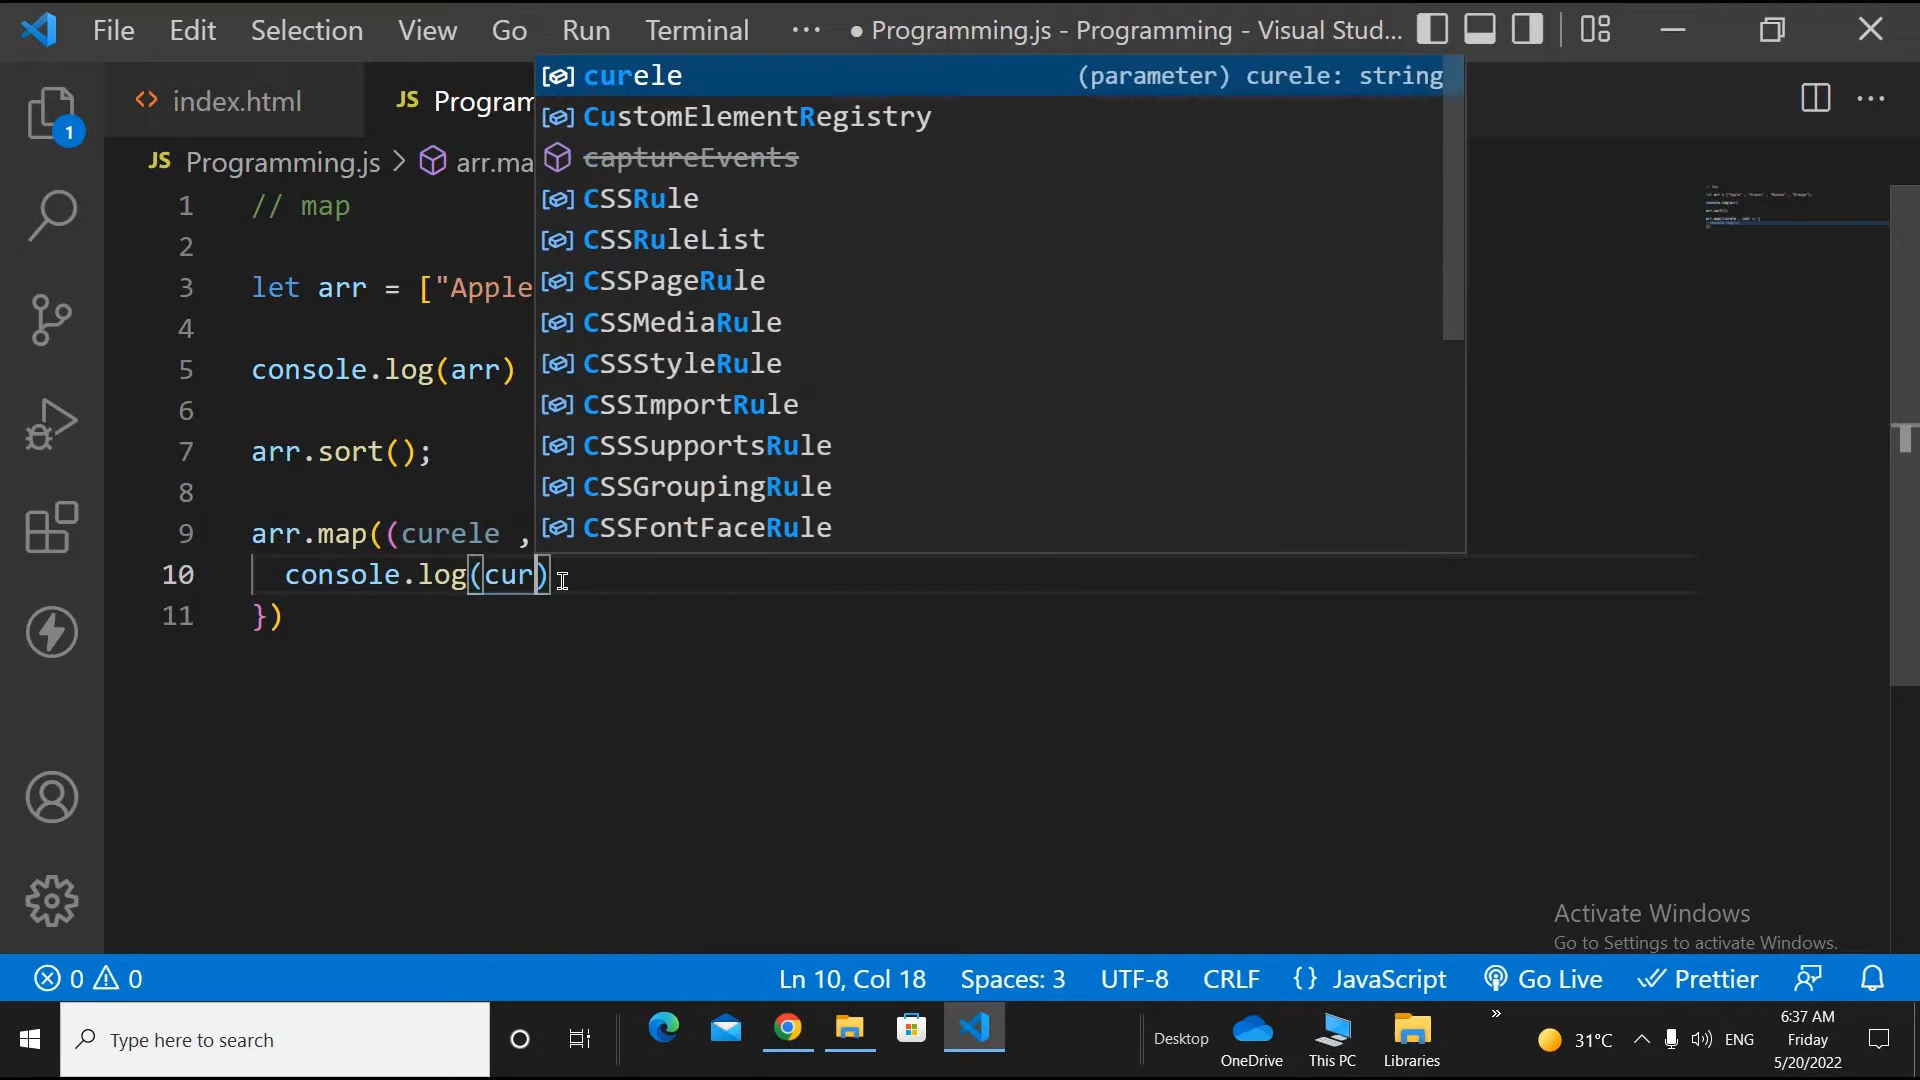 File Edit Selection View Go Run Terminal ··· ● Programming.js - Programming - Visual Stud...
1
<> index.html JS Program
JS Programming.js > arr.ma
curele (parameter) curele: string
CustomElementRegistry
captureEvents
CSSRule
CSSRuleList
CSSPageRule
CSSMediaRule
CSSStyleRule
CSSImportRule
CSSSupportsRule
CSSGroupingRule
CSSFontFaceRule
1 // map
2
3 let arr = ["Apple
4
5 console.log(arr)
6
7 arr.sort();
8
9 arr.map((curele ,
10 console.log(cur)
11 })
Activate Windows
Go to Settings to activate Windows.
0 0 Ln 10, Col 18 Spaces: 3 UTF-8 CRLF {} JavaScript Go Live Prettier
Type here to search
Desktop
OneDrive
This PC
Libraries
»
31°C
ENG
6:37 AM
Friday
5/20/2022